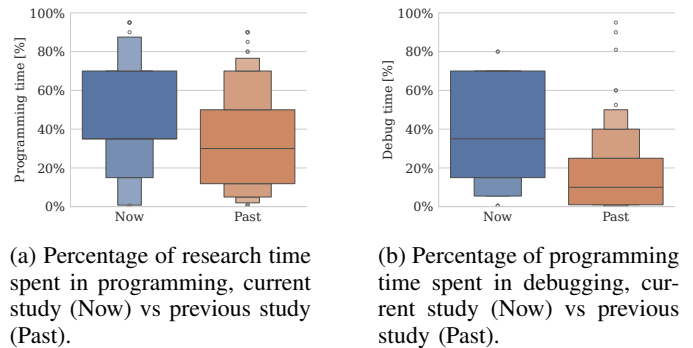 100%
80%
60%
40%
20%
0%
Programming time [%]
Now
Past
(a) Percentage of research time
spent in programming, current
study (Now) vs previous study
(Past).
100%
80%
60%
40%
20%
0%
Debug time [%]
Now
Past
(b) Percentage of programming
time spent in debugging, cur-
rent study (Now) vs previous
study (Past).